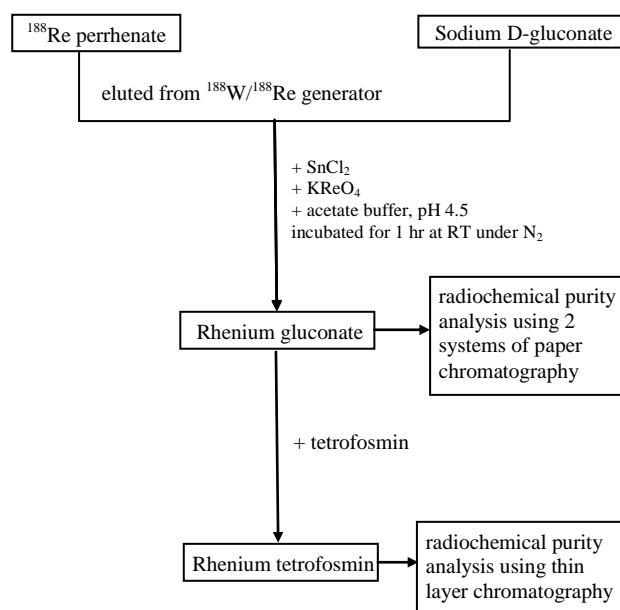 ¹⁸⁸Re perrhenate
Sodium D-gluconate
eluted from ¹⁸⁸W/¹⁸⁸Re generator
+ SnCl₂
+ KReO₄
+ acetate buffer, pH 4.5
incubated for 1 hr at RT under N₂
Rhenium gluconate
radiochemical purity
analysis using 2
systems of paper
chromatography
+ tetrofosmin
Rhenium tetrofosmin
radiochemical purity
analysis using thin
layer chromatography